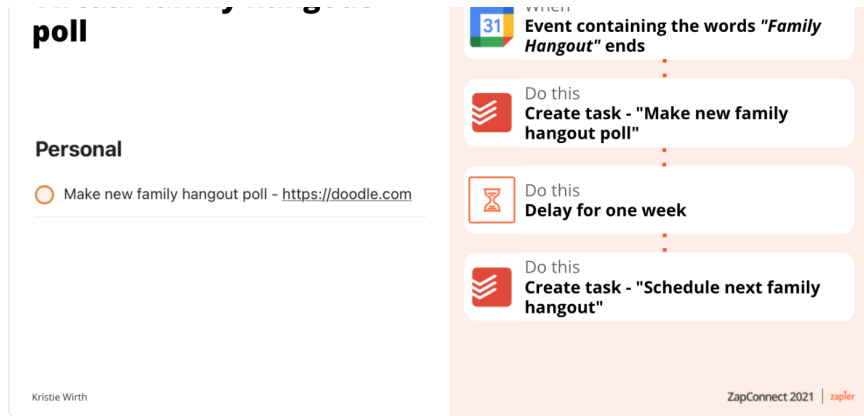 poll
Personal
Make new family hangout poll - https://doodle.com
Kristie Wirth
When
31
Event containing the words "Family
Hangout" ends
Do this
Create task - "Make new family
hangout poll"
Do this
Delay for one week
Do this
Create task - "Schedule next family
hangout"
ZapConnect 2021
zapier